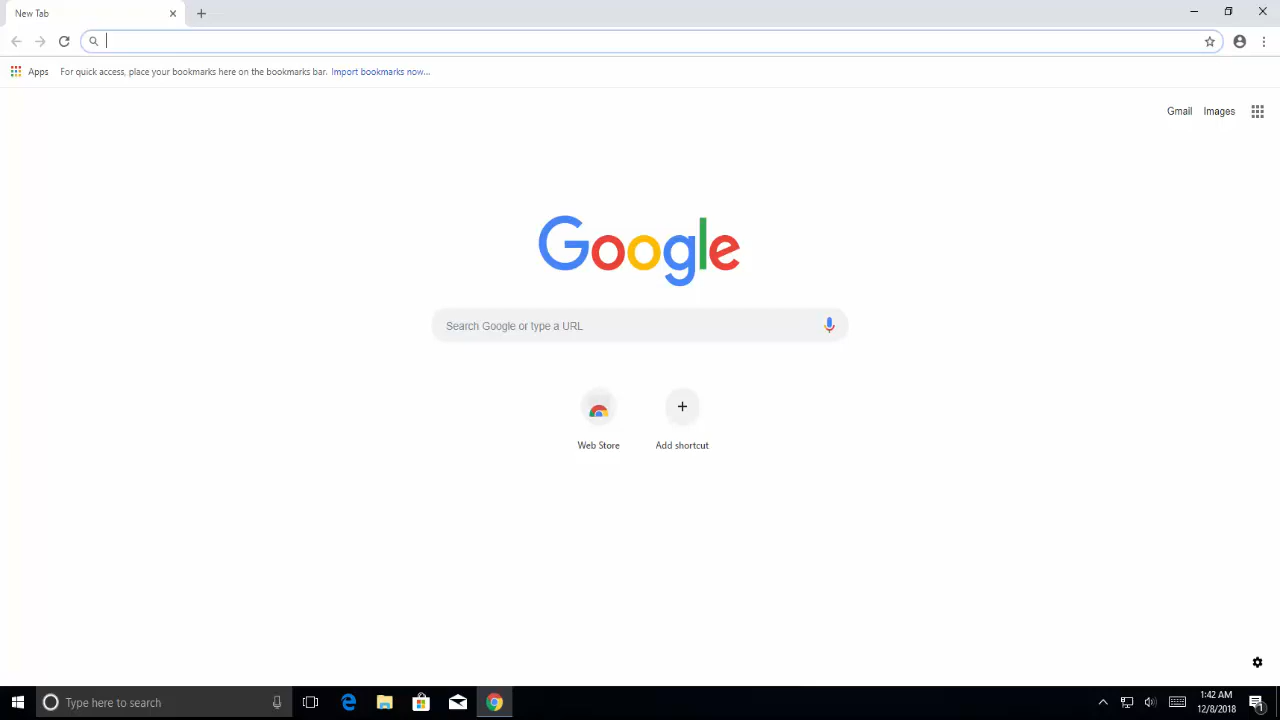 New Tab
Apps For quick access, place your bookmarks here on the bookmarks bar. Import bookmarks now...
Gmail Images
Google
Search Google or type a URL
Web Store Add shortcut
Type here to search
1:42 AM
12/8/2018
1